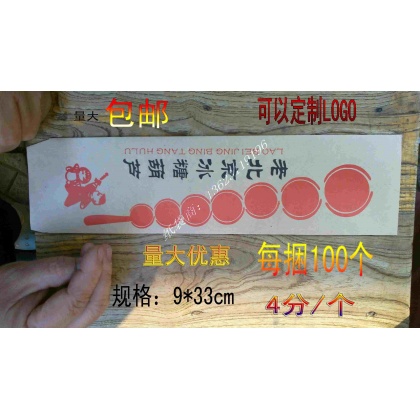 量大 包邮
可以定制LOGO
LAO BEI JING BING TANG HULU
老北京冰糖葫芦
量大优惠
每捆100个
规格：9*33cm
4分/个